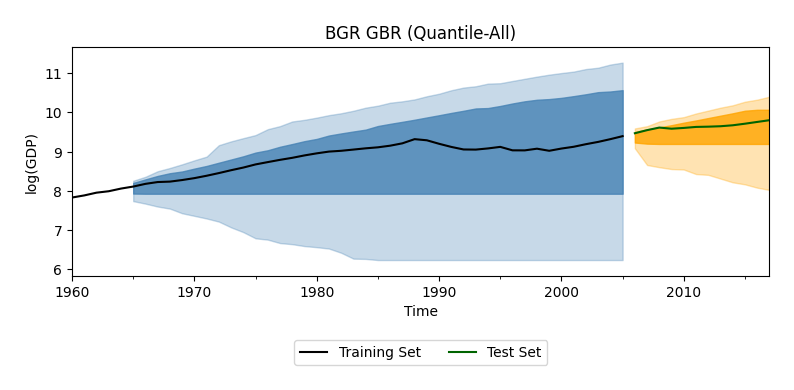 BGR GBR (Quantile-All)
log(GDP)
11
10
9
8
7
6
1960 1970 1980 1990 2000 2010
Time
Training Set Test Set